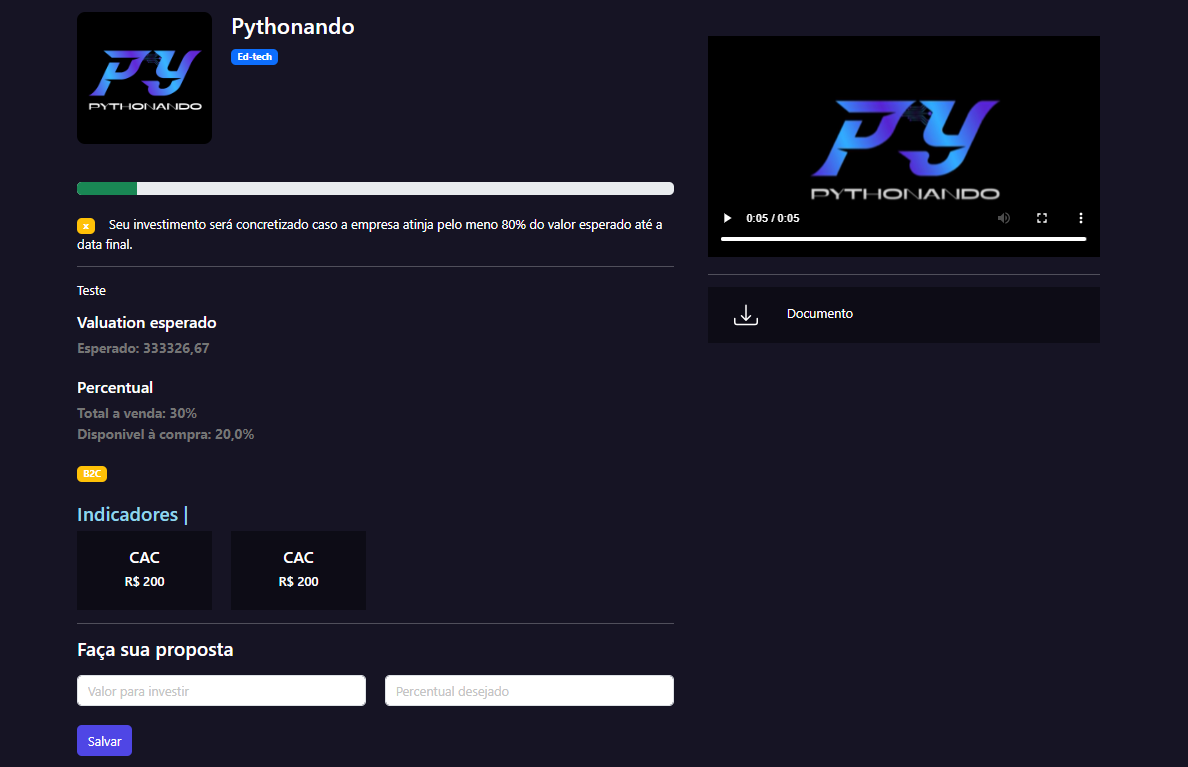 PY
PYTHONANDO
Pythonando
Ed-tech
x Seu investimento será concretizado caso a empresa atinja pelo meno 80% do valor esperado até a
data final.
Teste
Valuation esperado
Esperado: 333326,67
Percentual
Total a venda: 30%
Disponivel à compra: 20,0%
B2C
Indicadores |
CAC
R$ 200
CAC
R$ 200
Faça sua proposta
Valor para investir
Percentual desejado
Salvar
PY
PYTHONANDO
0:05 / 0:05
Documento